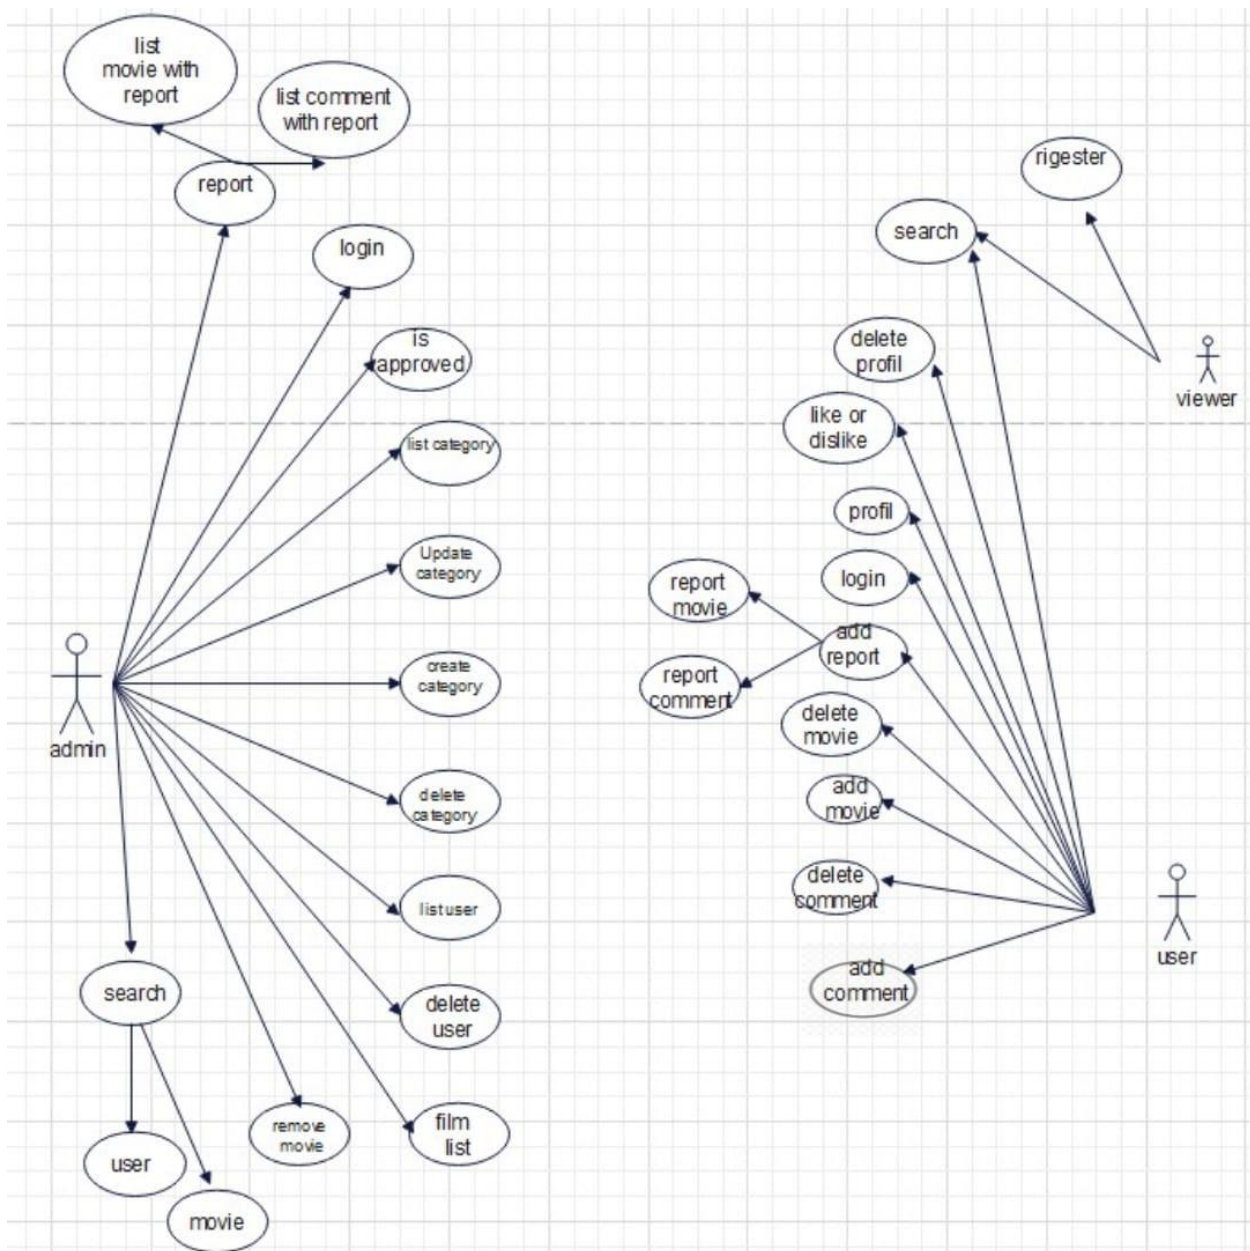 list
movie with
report
list comment
with report
report
login
is
approved
list category
Update
category
create
category
admin
delete
category
list user
search
delete
user
remove
movie
film
list
user
movie
rigester
search
delete
profil
viewer
like or
dislike
profil
login
report
movie
add
report
report
comment
delete
movie
add
movie
delete
comment
user
add
comment